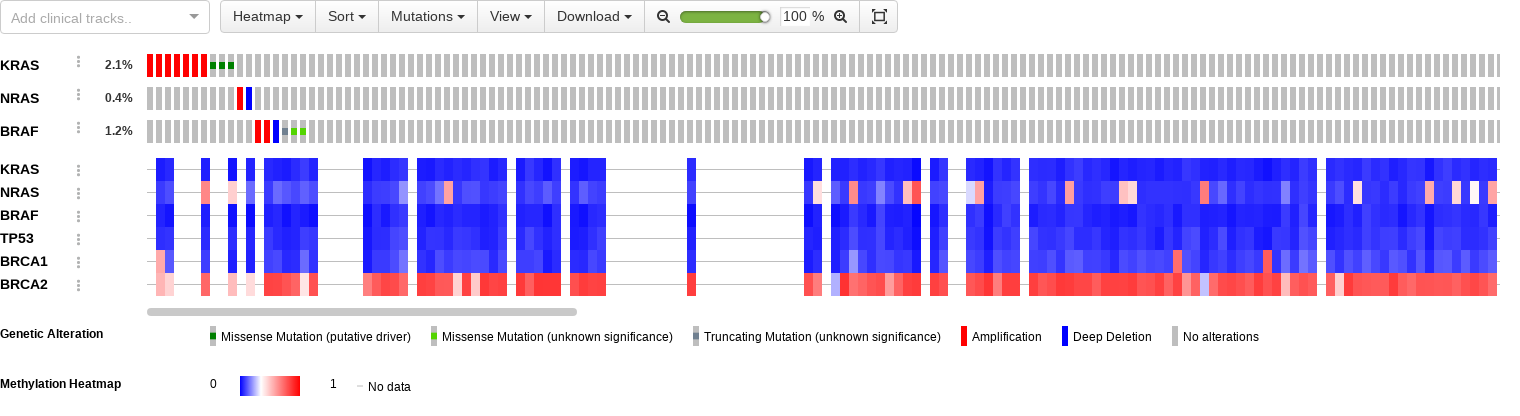 Add clinical tracks.. Heatmap Sort Mutations View Download 100 %
KRAS 2.1%
NRAS 0.4%
BRAF 1.2%
KRAS
NRAS
BRAF
TP53
BRCA1
BRCA2
Genetic Alteration Missense Mutation (putative driver) Missense Mutation (unknown significance) Truncating Mutation (unknown significance) Amplification Deep Deletion No alterations
Methylation Heatmap 0 1 No data